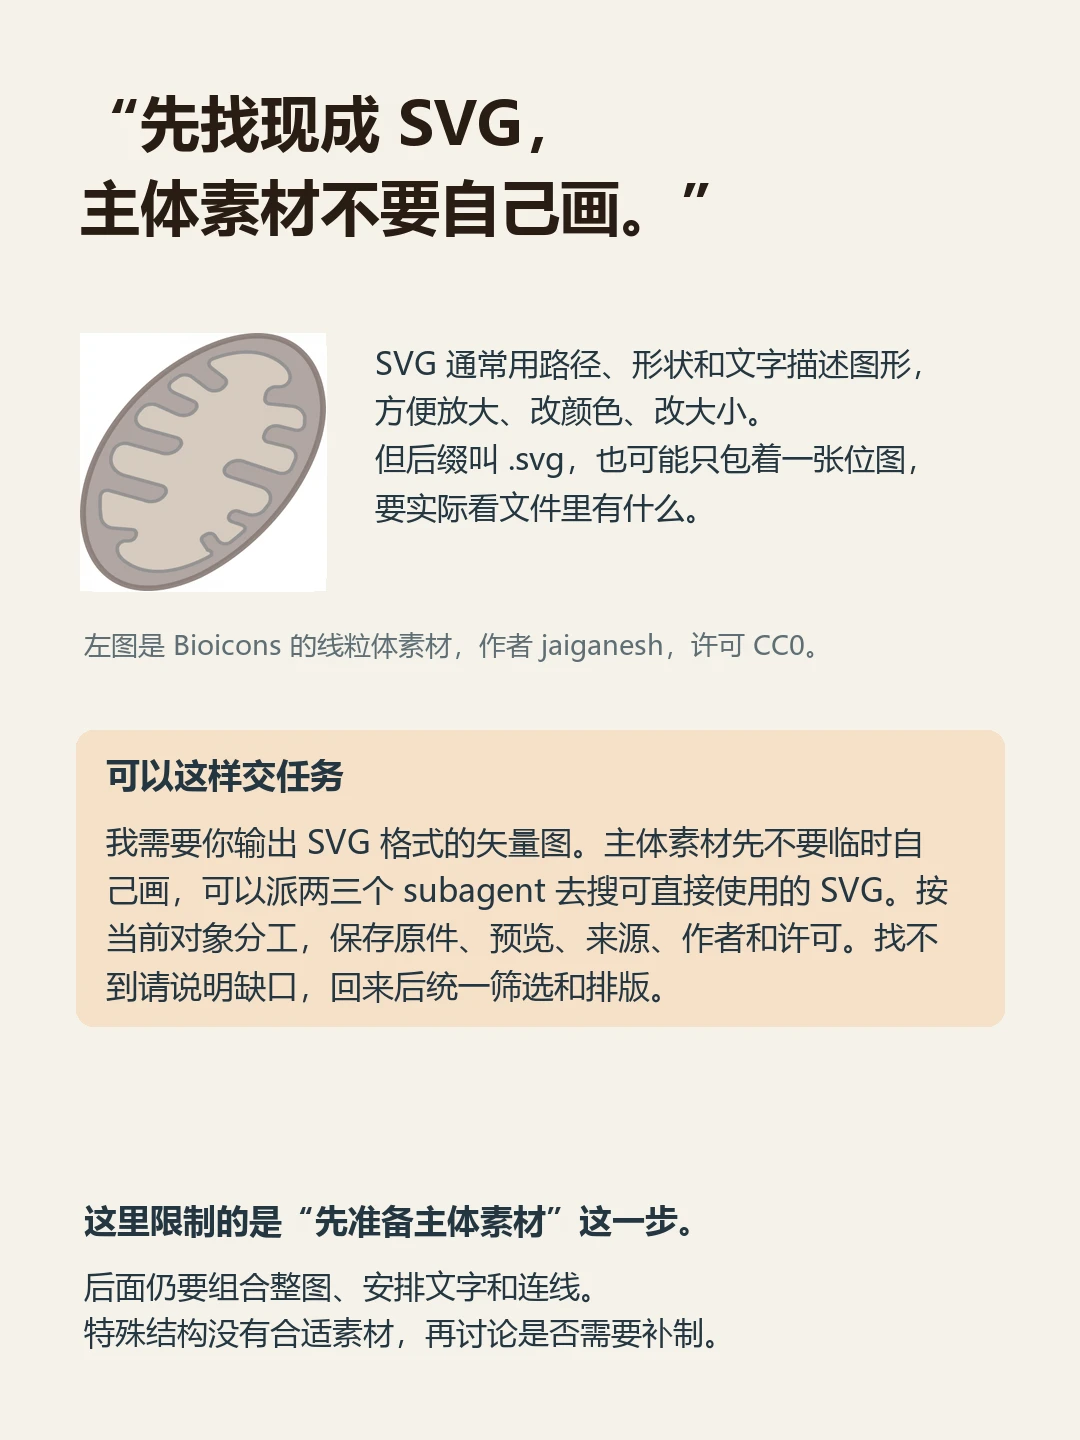 “先找现成 SVG，
主体素材不要自己画。”
SVG 通常用路径、形状和文字描述图形，
方便放大、改颜色、改大小。
但后缀叫 .svg，也可能只包着一张位图，
要实际看文件里有什么。
左图是 Bioicons 的线粒体素材，作者 jaiganesh，许可 CC0。
可以这样交任务
我需要你输出 SVG 格式的矢量图。主体素材先不要临时自
己画，可以派两三个 subagent 去搜可直接使用的 SVG。按
当前对象分工，保存原件、预览、来源、作者和许可。找不
到请说明缺口，回来后统一筛选和排版。
这里限制的是“先准备主体素材”这一步。
后面仍要组合整图、安排文字和连线。
特殊结构没有合适素材，再讨论是否需要补制。